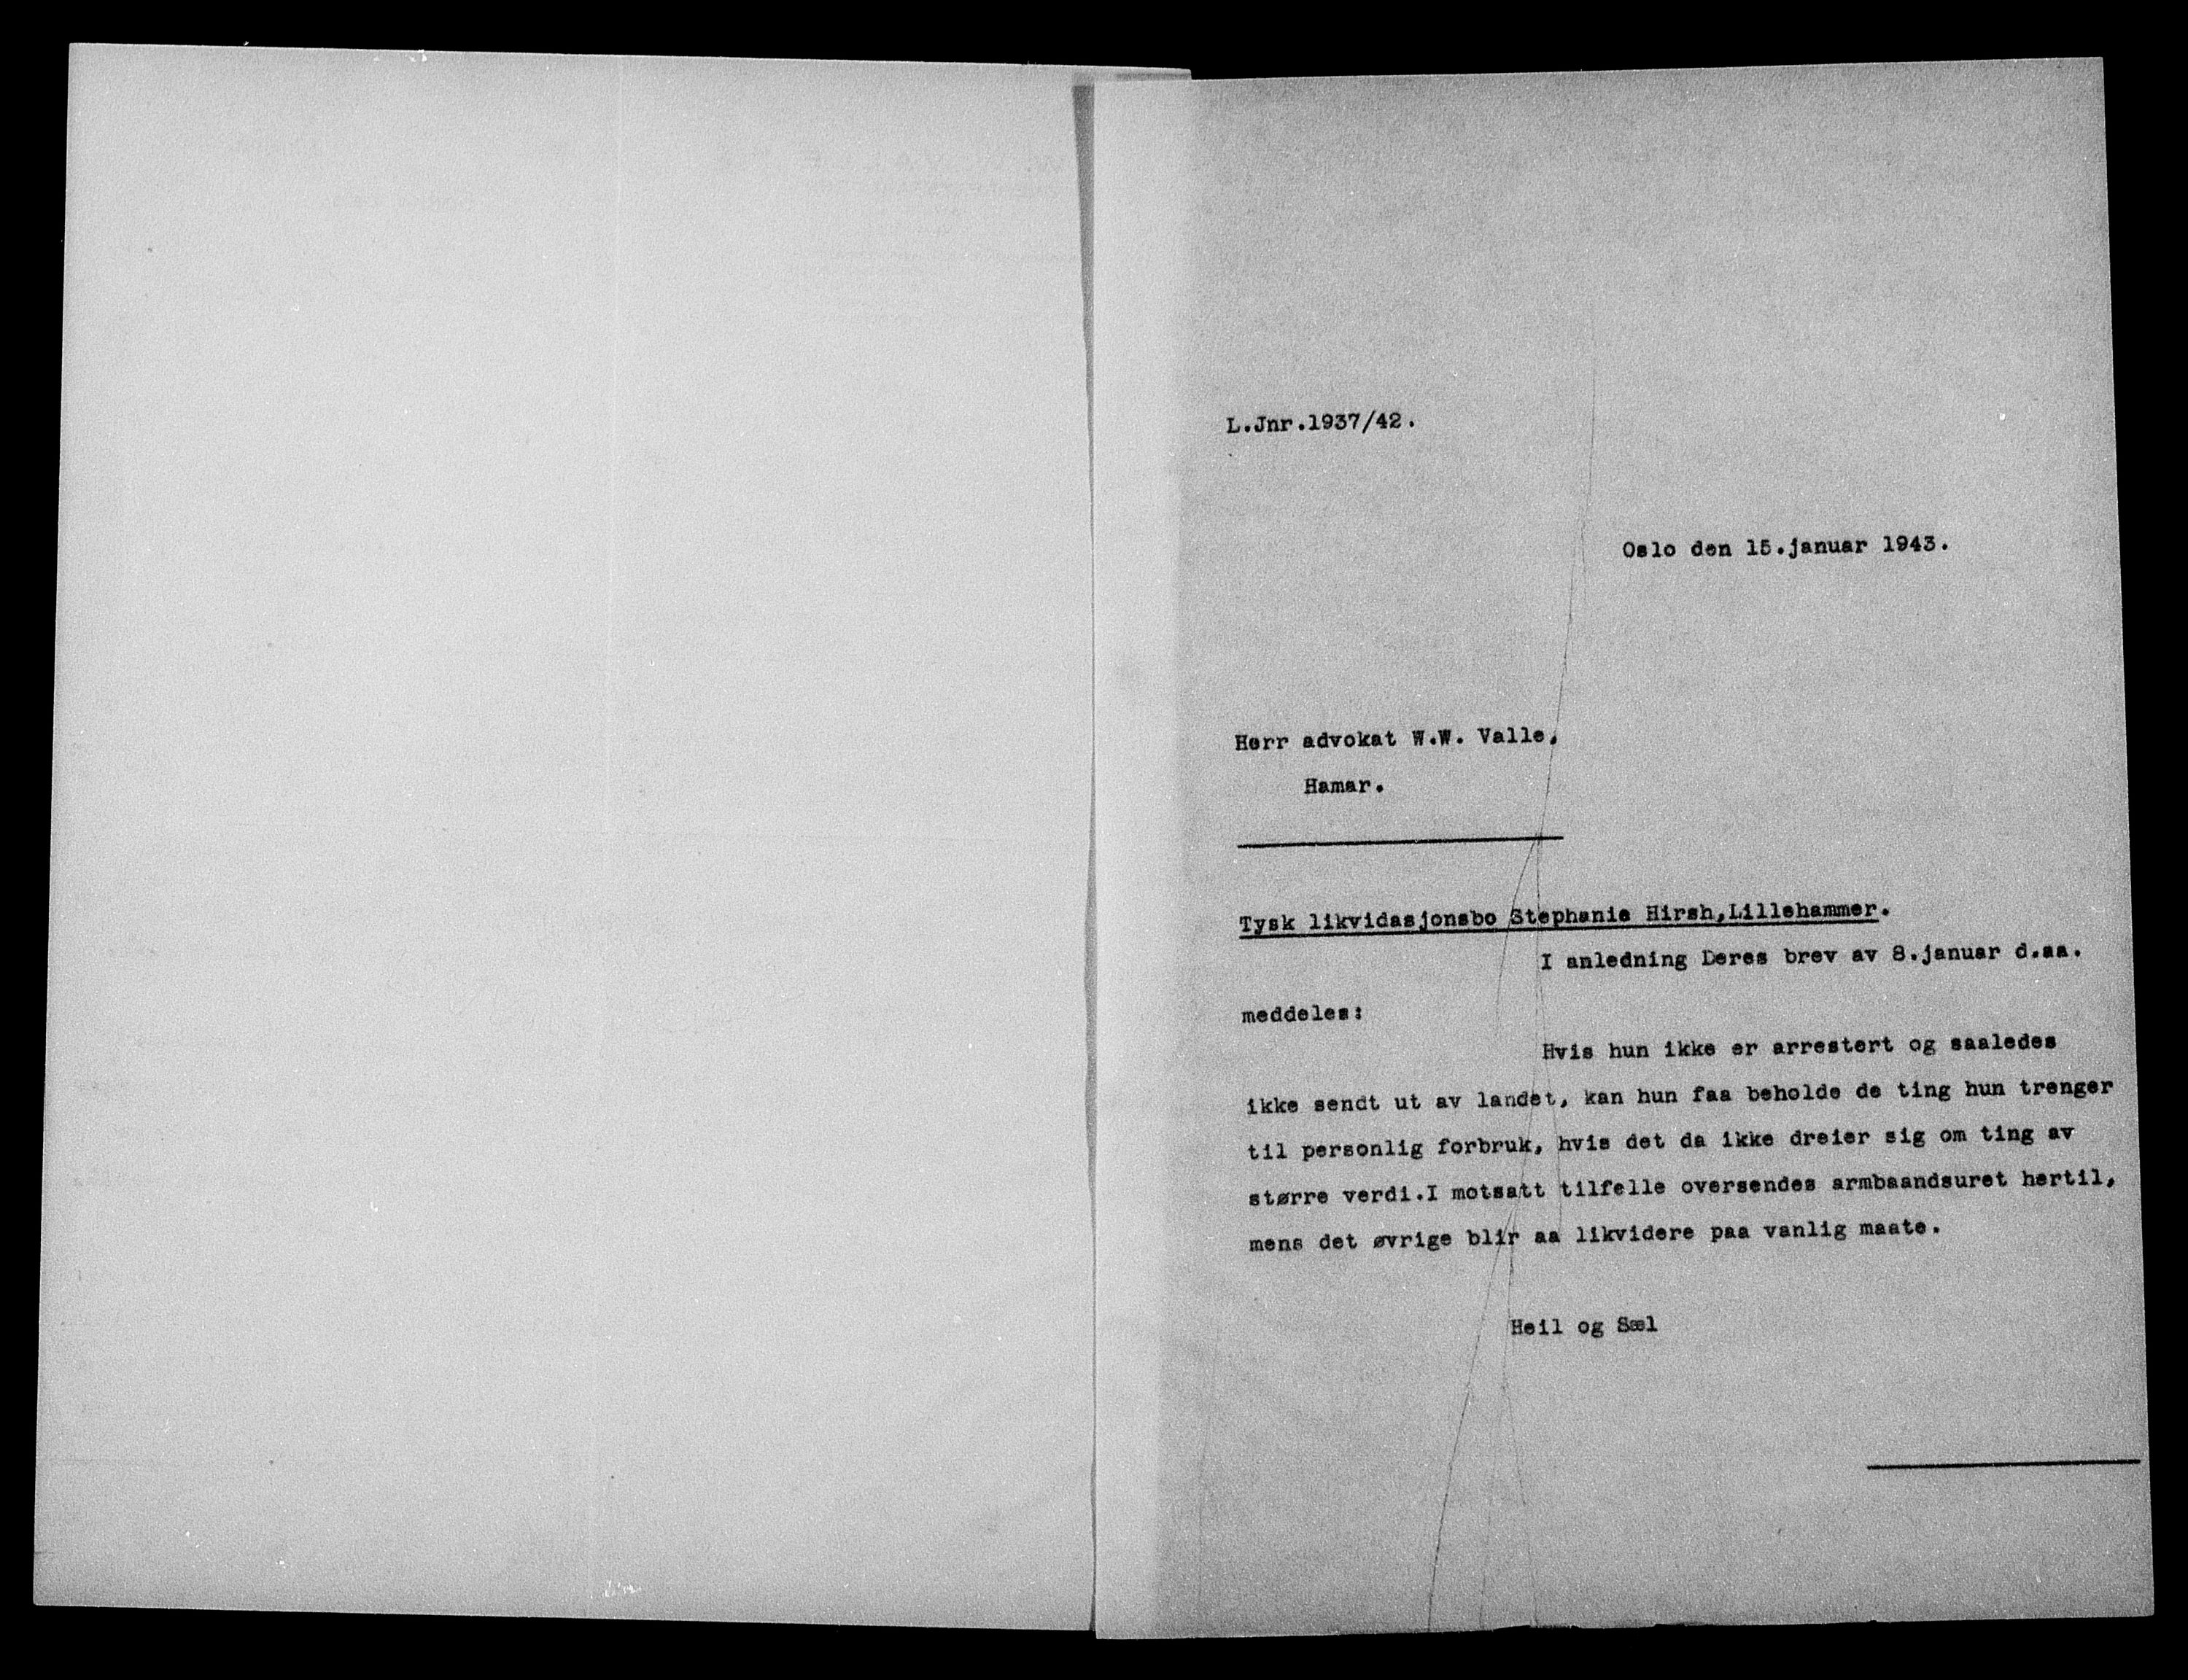 L.Jnr.1937/42.
Oslo den 15.januar 1943.
Herr advokat W.W. Valle,
Hamar.
Tysk likvidasjonsbo Stephanie Hirsh,Lillehammer.
I anledning Deres brev av 8.januar d.aa.
meddeles:
Hvis hun ikke er arrestert og saaledes
ikke sendt ut av landet, kan hun faa beholde de ting hun trenger
til personlig forbruk, hvis det da ikke dreier sig om ting av
større verdi.I motsatt tilfelle oversendes armbaandsuret hertil,
mens det øvrige blir aa likvidere paa vanlig maate.
Heil og Sæl